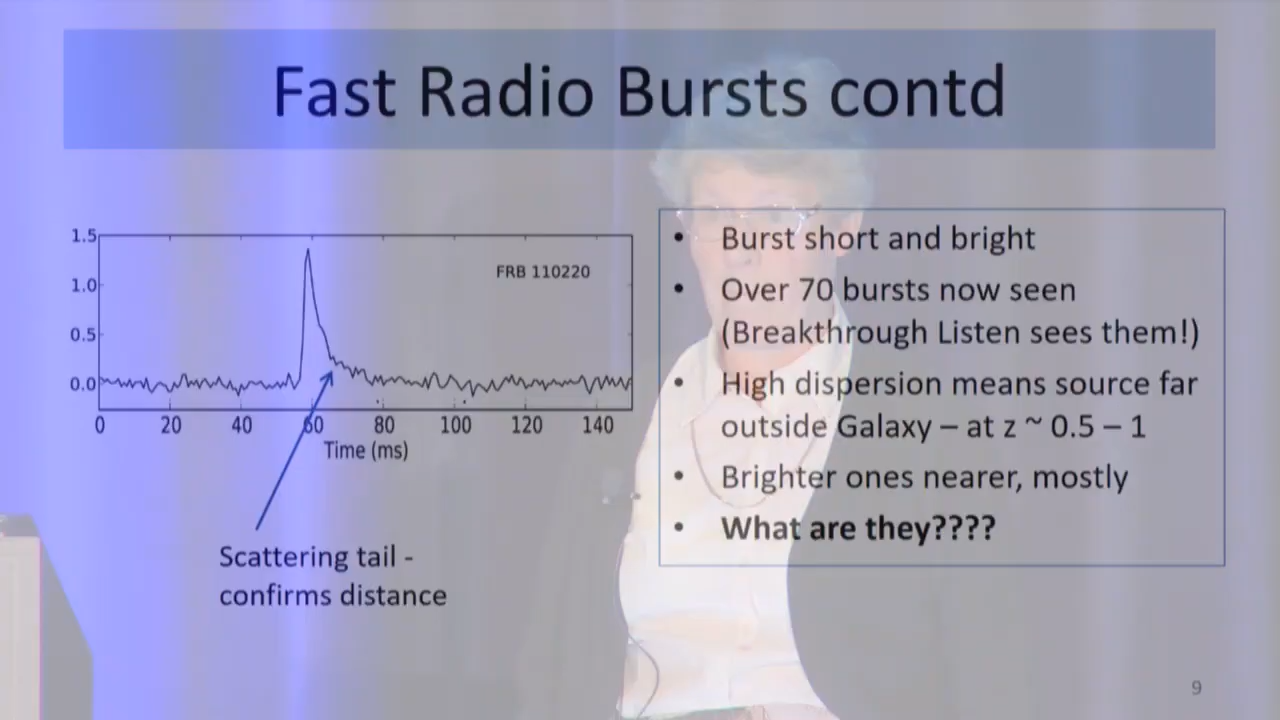 Fast Radio Bursts contd
1.5
1.0
0.5
0.0
FRB 110220
0 20 40 60 80 100 120 140
Time (ms)
Scattering tail -
confirms distance
• Burst short and bright
• Over 70 bursts now seen
(Breakthrough Listen sees them!)
• High dispersion means source far
outside Galaxy – at z ~ 0.5 – 1
• Brighter ones nearer, mostly
• What are they????
9